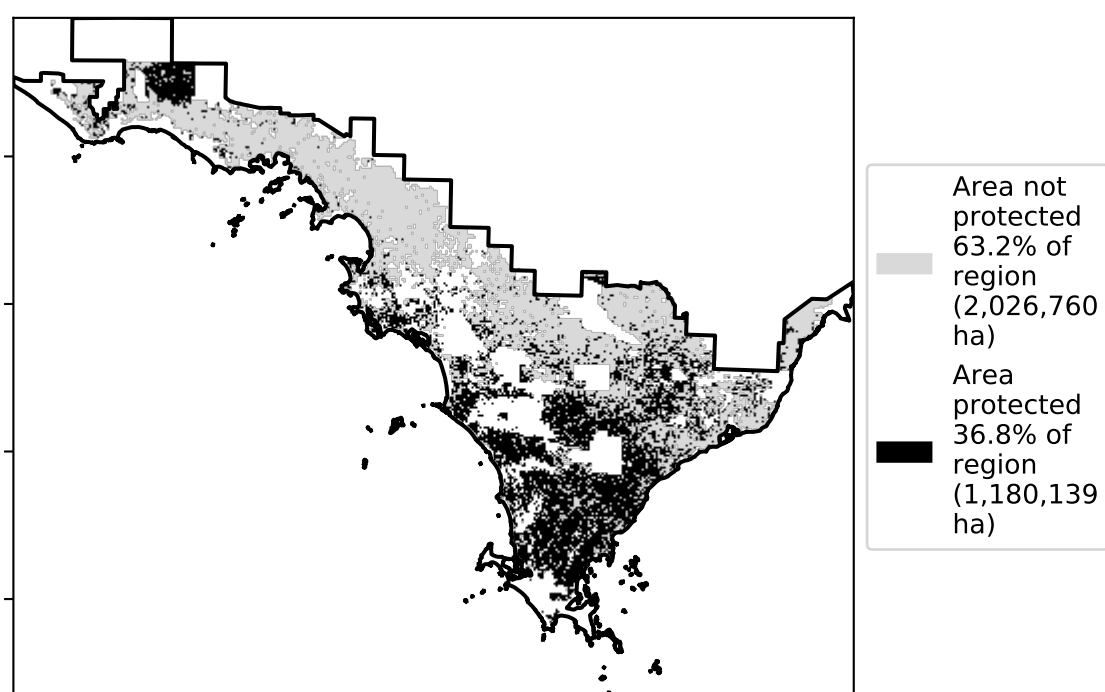 Area not
protected
63.2% of
region
(2,026,760
ha)
Area
protected
36.8% of
region
(1,180,139
ha)